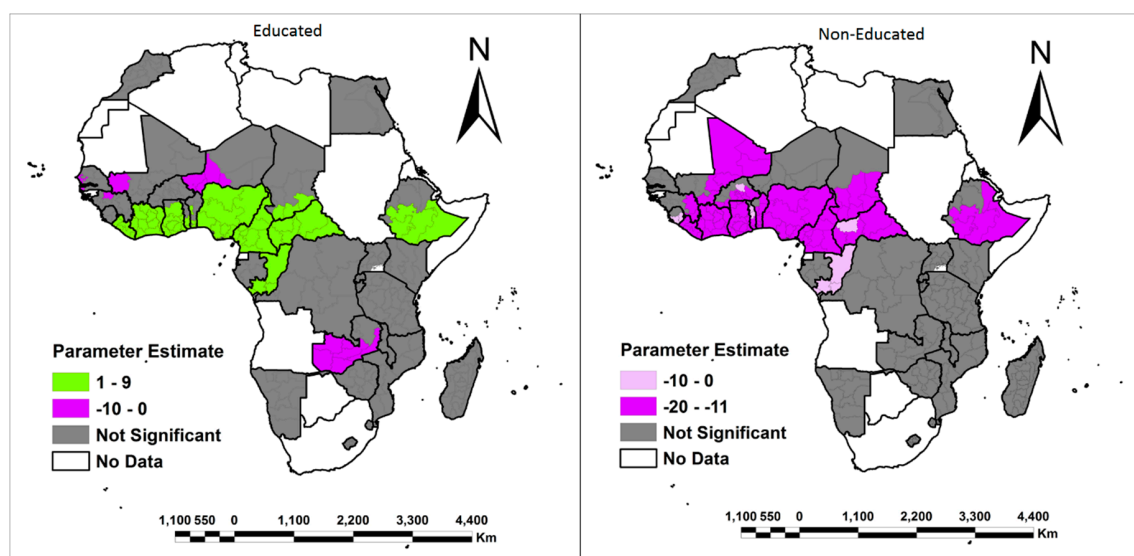 Educated
N
Parameter Estimate
1 - 9
-10 - 0
Not Significant
No Data
1,100 550 0 1,100 2,200 3,300 4,400
Km
Non-Educated
N
Parameter Estimate
-10 - 0
-20 - -11
Not Significant
No Data
1,100 550 0 1,100 2,200 3,300 4,400
Km